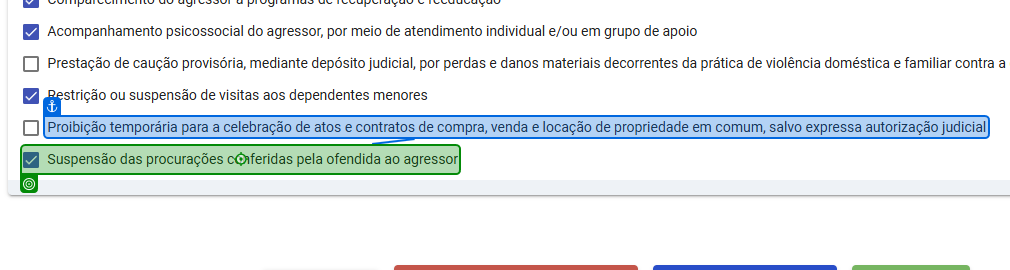 Comparecimento do agressor a programas de recuperação e reeducação
Acompanhamento psicossocial do agressor, por meio de atendimento individual e/ou em grupo de apoio
Prestação de caução provisória, mediante depósito judicial, por perdas e danos materiais decorrentes da prática de violência doméstica e familiar contra a
Restrição ou suspensão de visitas aos dependentes menores
Proibição temporária para a celebração de atos e contratos de compra, venda e locação de propriedade em comum, salvo expressa autorização judicial
Suspensão das procurações conferidas pela ofendida ao agressor